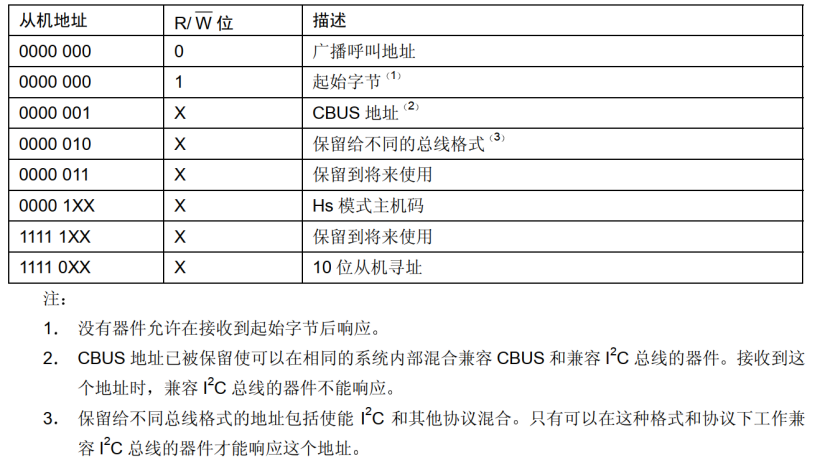 从机地址 R/W̅ 位 描述
0000 000 0 广播呼叫地址
0000 000 1 起始字节（1）
0000 001 X CBUS 地址（2）
0000 010 X 保留给不同的总线格式（3）
0000 011 X 保留到将来使用
0000 1XX X Hs 模式主机码
1111 1XX X 保留到将来使用
1111 0XX X 10 位从机寻址
注：
1． 没有器件允许在接收到起始字节后响应。
2． CBUS 地址已被保留使可以在相同的系统内部混合兼容 CBUS 和兼容 I²C 总线的器件。接收到这
个地址时，兼容 I²C 总线的器件不能响应。
3． 保留给不同总线格式的地址包括使能 I²C 和其他协议混合。只有可以在这种格式和协议下工作兼
容 I²C 总线的器件才能响应这个地址。